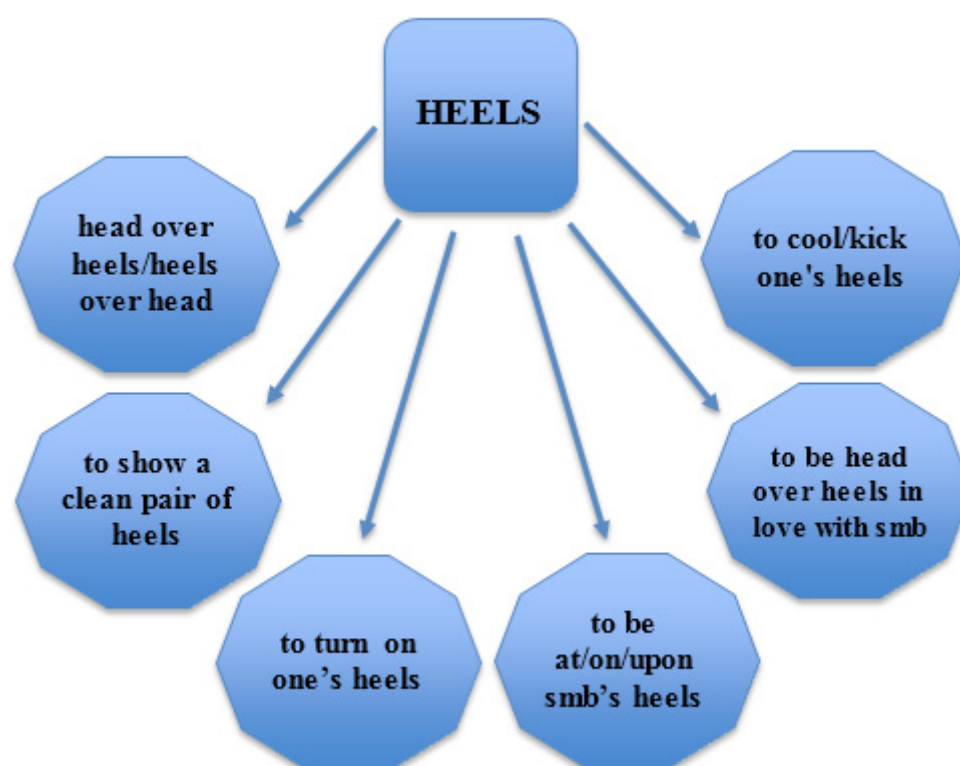 HEELS
head over
heels/heels
over head
to cool/kick
one's heels
to show a
clean pair of
heels
to be head
over heels in
love with smb
to turn  on
one’s heels
to be
at/on/upon
smb’s heels